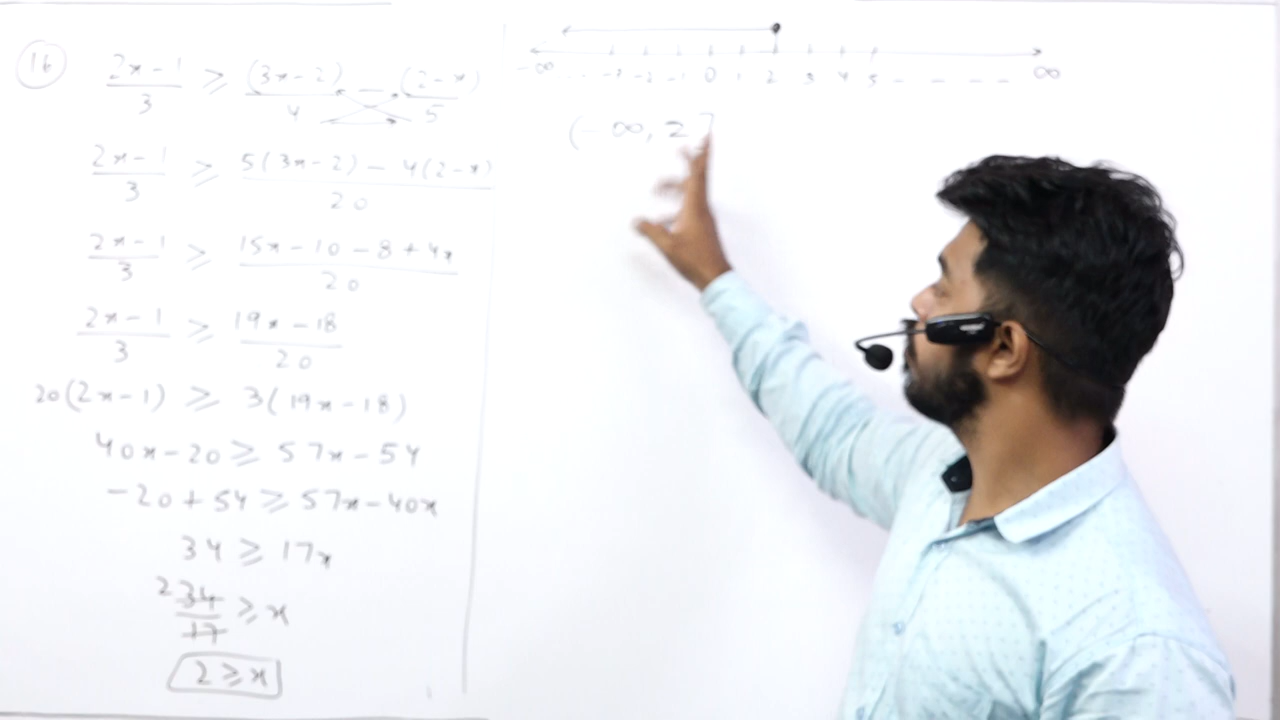 16
(2x-1)/3 ≥ (3x-2)/4 - (2-x)/5
(2x-1)/3 ≥ (5(3x-2) - 4(2-x))/20
(2x-1)/3 ≥ (15x-10-8+4x)/20
(2x-1)/3 ≥ (19x-18)/20
20(2x-1) ≥ 3(19x-18)
40x-20 ≥ 57x-54
-20+54 ≥ 57x-40x
34 ≥ 17x
2 34/17 ≥ x
2 ≥ x
-∞ .. -3 -2 -1 0 1 2 3 4 5 - - - - ∞
(-∞, 2]